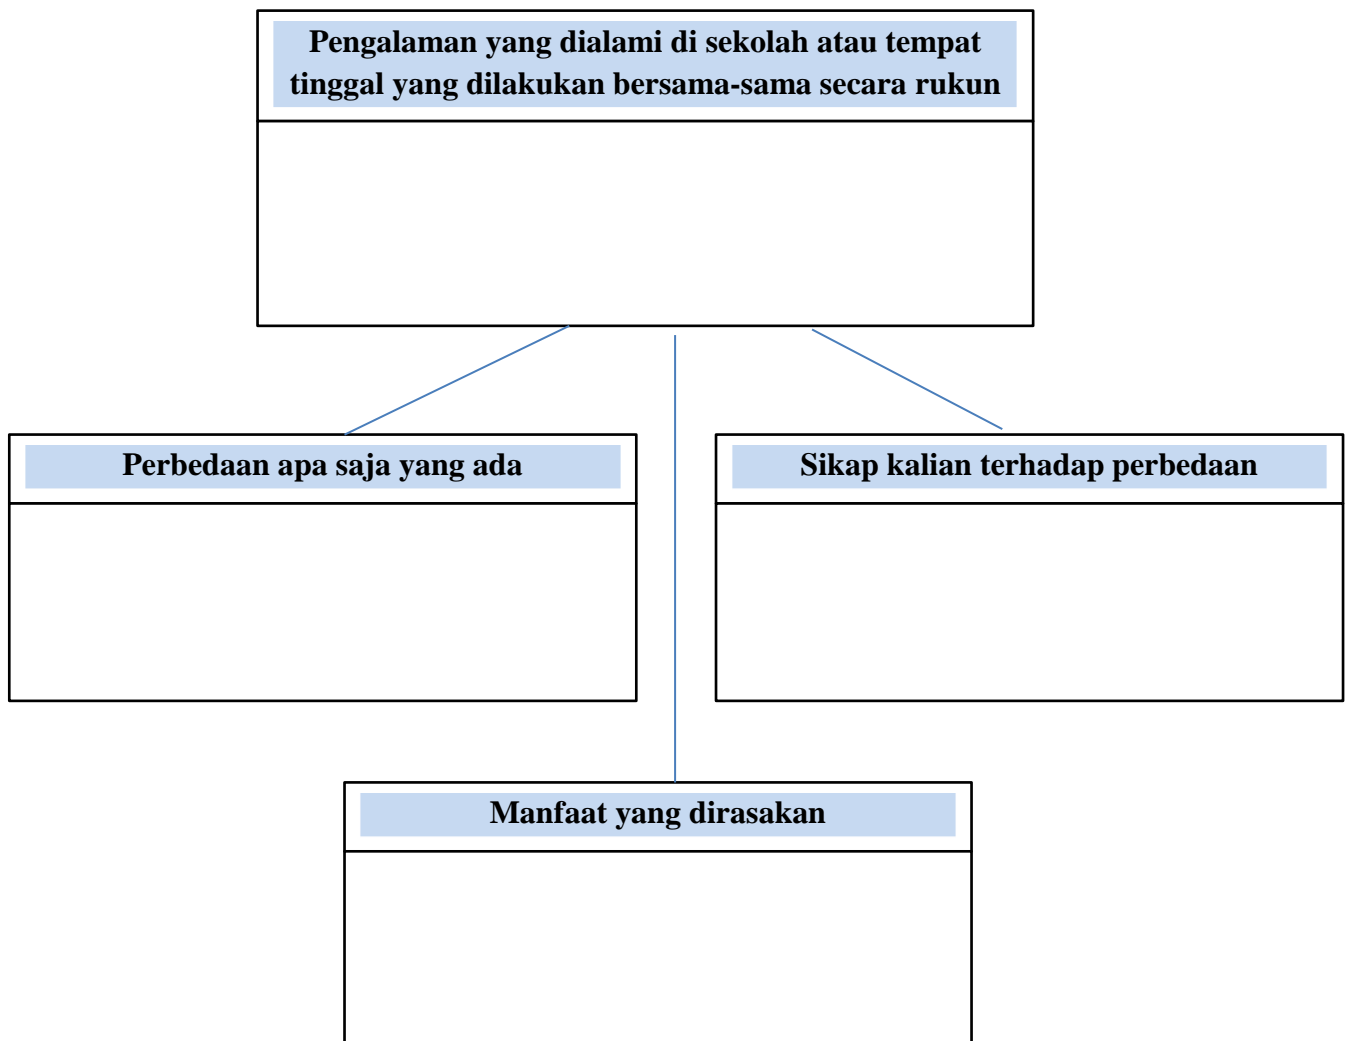 Pengalaman yang dialami di sekolah atau tempat
tinggal yang dilakukan bersama-sama secara rukun
Perbedaan apa saja yang ada
Sikap kalian terhadap perbedaan
Manfaat yang dirasakan